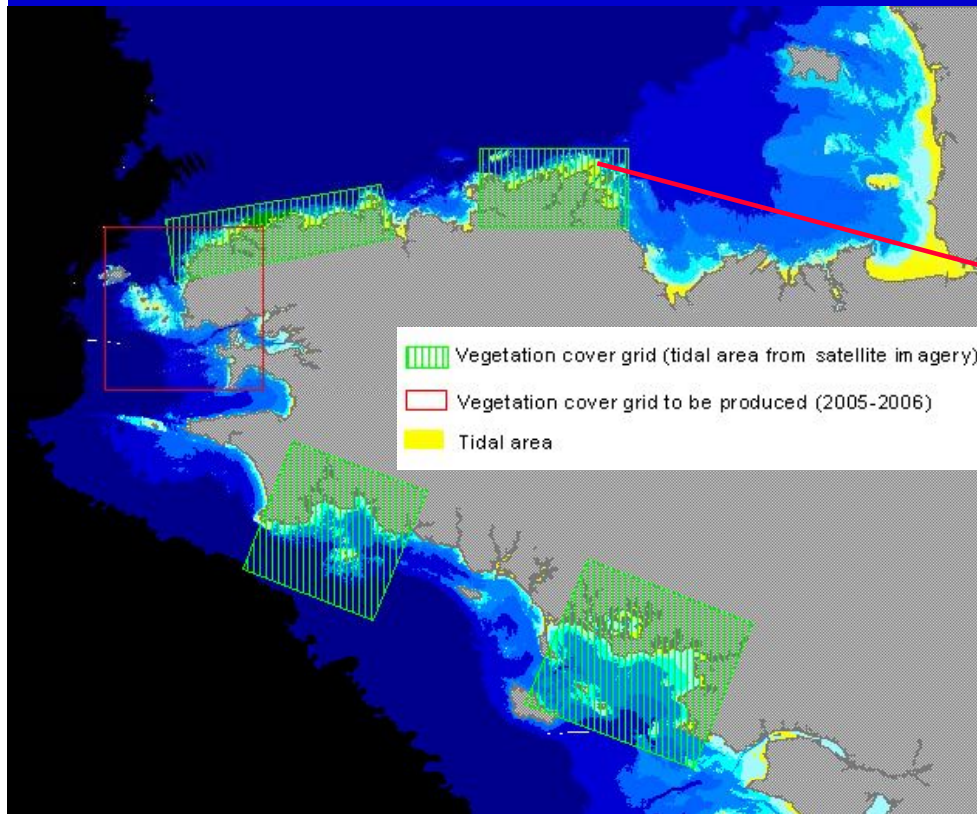 Vegetation cover grid (tidal area from satellite imagery)
Vegetation cover grid to be produced (2005-2006)
Tidal area